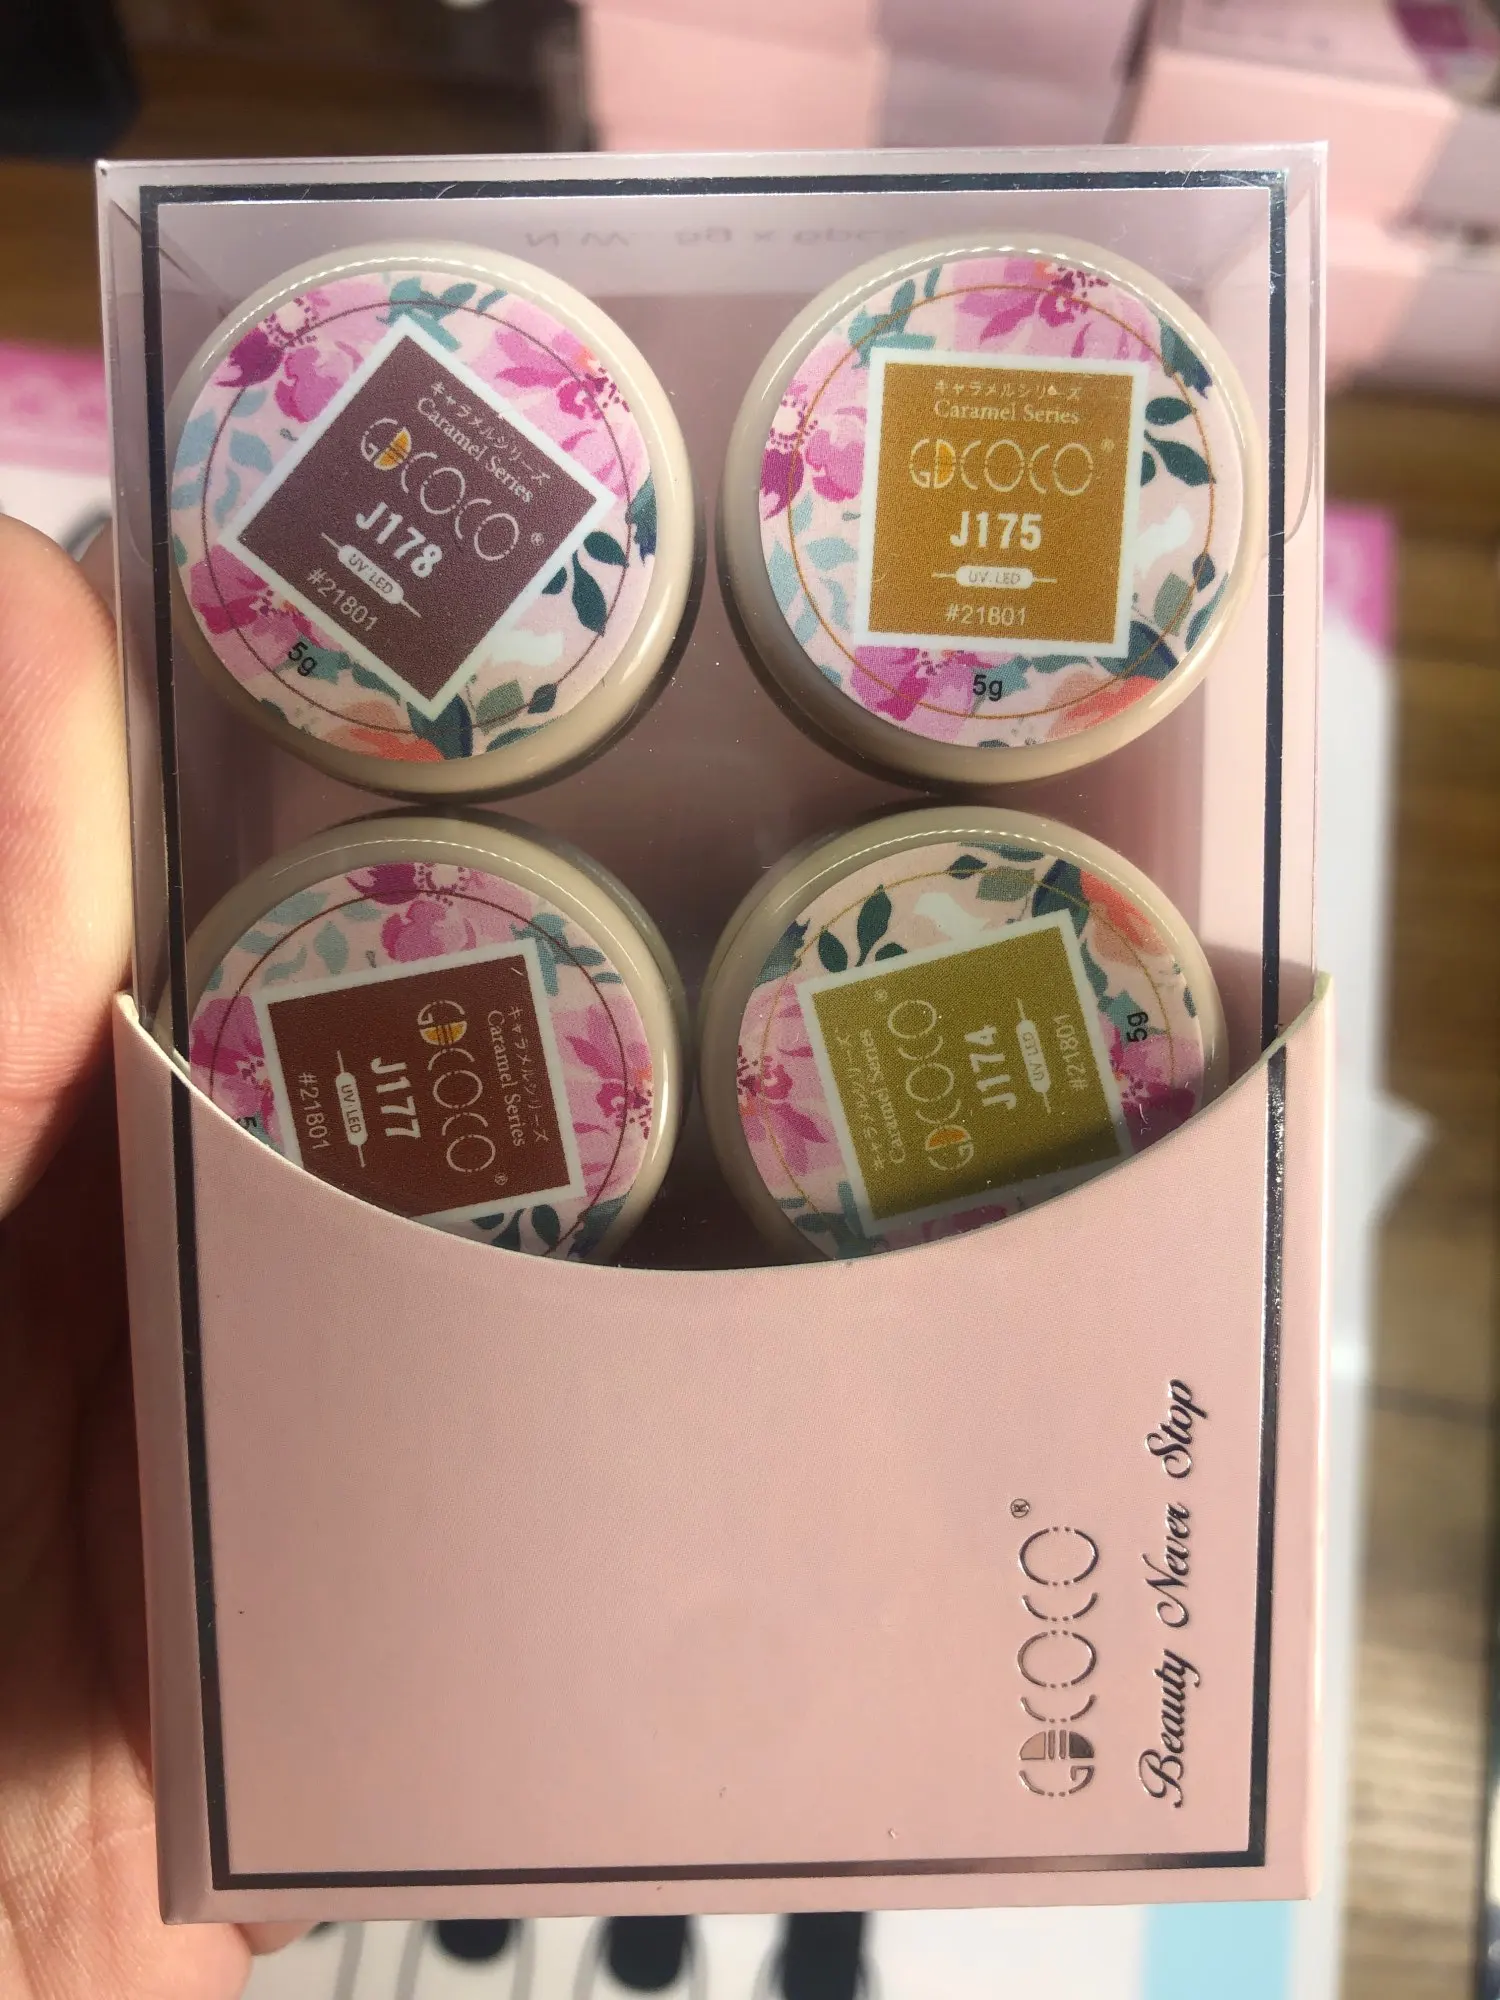 キャラメルシリーズ
Caramel Series
GDCOCO®
J178
UV/LED
#21801
5g
キャラメルシリーズ
Caramel Series
GDCOCO®
J175
UV/LED
#21801
5g
キャラメルシリーズ
Caramel Series
GDCOCO®
J177
UV/LED
#21801
キャラメルシリーズ
Caramel Series
GDCOCO®
J174
UV/LED
#21801
5g
GDCOCO®
Beauty Never Stop